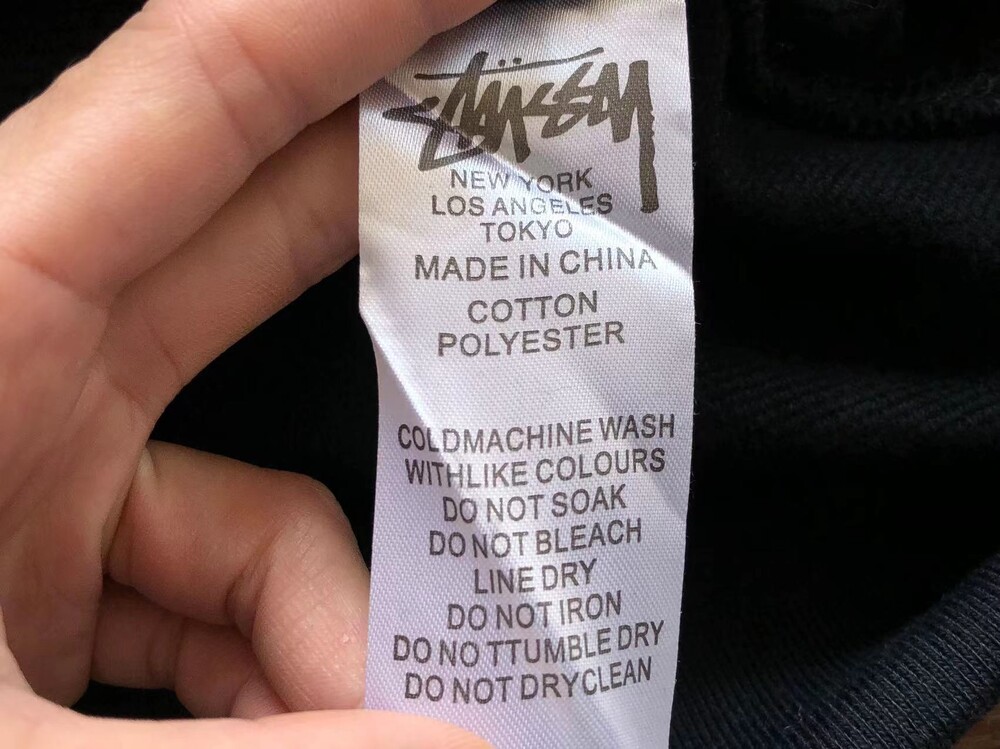 STÜSSY
NEW YORK
LOS ANGELES
TOKYO
MADE IN CHINA
COTTON
POLYESTER
COLDMACHINE WASH
WITHLIKE COLOURS
DO NOT SOAK
DO NOT BLEACH
LINE DRY
DO NOT IRON
DO NO TTUMBLE DRY
DO NOT DRYCLEAN